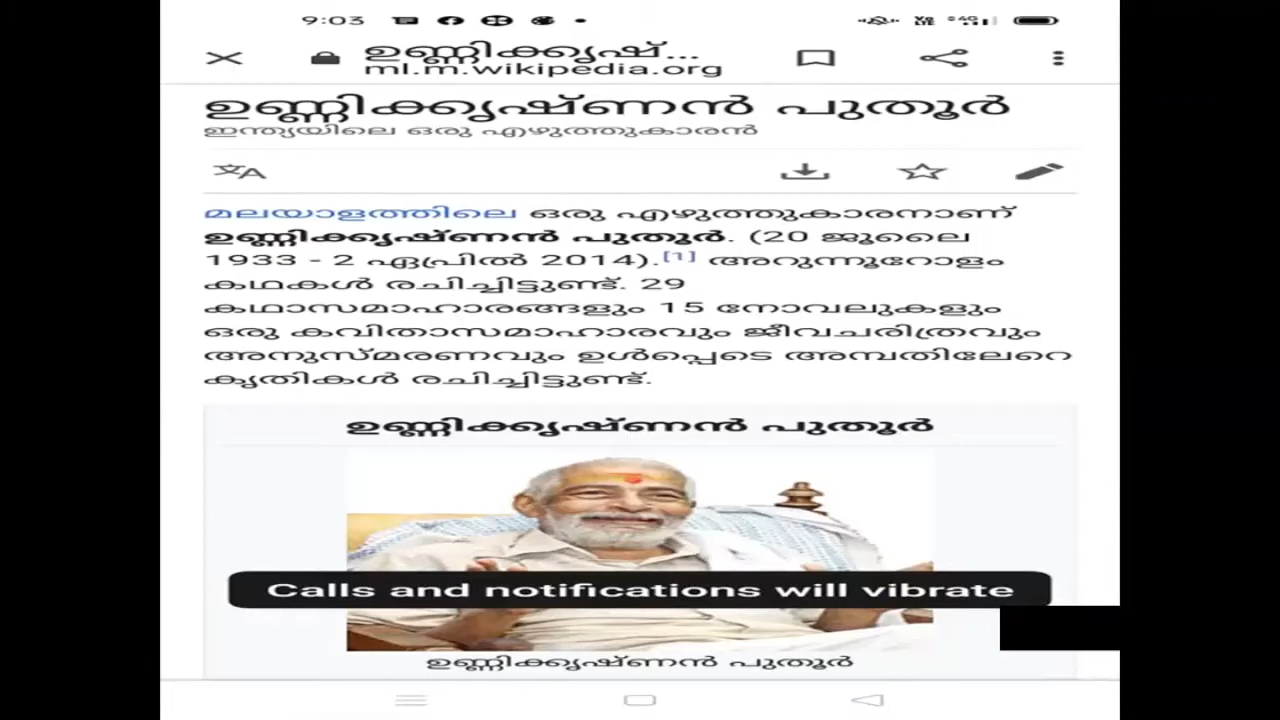 9:03
ഉണ്ണിക്കൃഷ്...
ml.m.wikipedia.org
ഉണ്ണിക്കൃഷ്ണൻ പുതൂർ
ഇന്ത്യയിലെ ഒരു എഴുത്തുകാരൻ
മലയാളത്തിലെ ഒരു എഴുത്തുകാരനാണ്
ഉണ്ണിക്കൃഷ്ണൻ പുതൂർ. (20 ജൂലൈ
1933 - 2 ഏപ്രിൽ 2014).[1] അറുന്നൂറോളം
കഥകൾ രചിച്ചിട്ടുണ്ട്. 29
കഥാസമാഹാരങ്ങളും 15 നോവലുകളും
ഒരു കവിതാസമാഹാരവും ജീവചരിത്രവും
അനുസ്മരണവും ഉൾപ്പെടെ അമ്പതിലേറെ
കൃതികൾ രചിച്ചിട്ടുണ്ട്.
ഉണ്ണിക്കൃഷ്ണൻ പുതൂർ
Calls and notifications will vibrate
ഉണ്ണിക്കൃഷ്ണൻ പുതൂർ